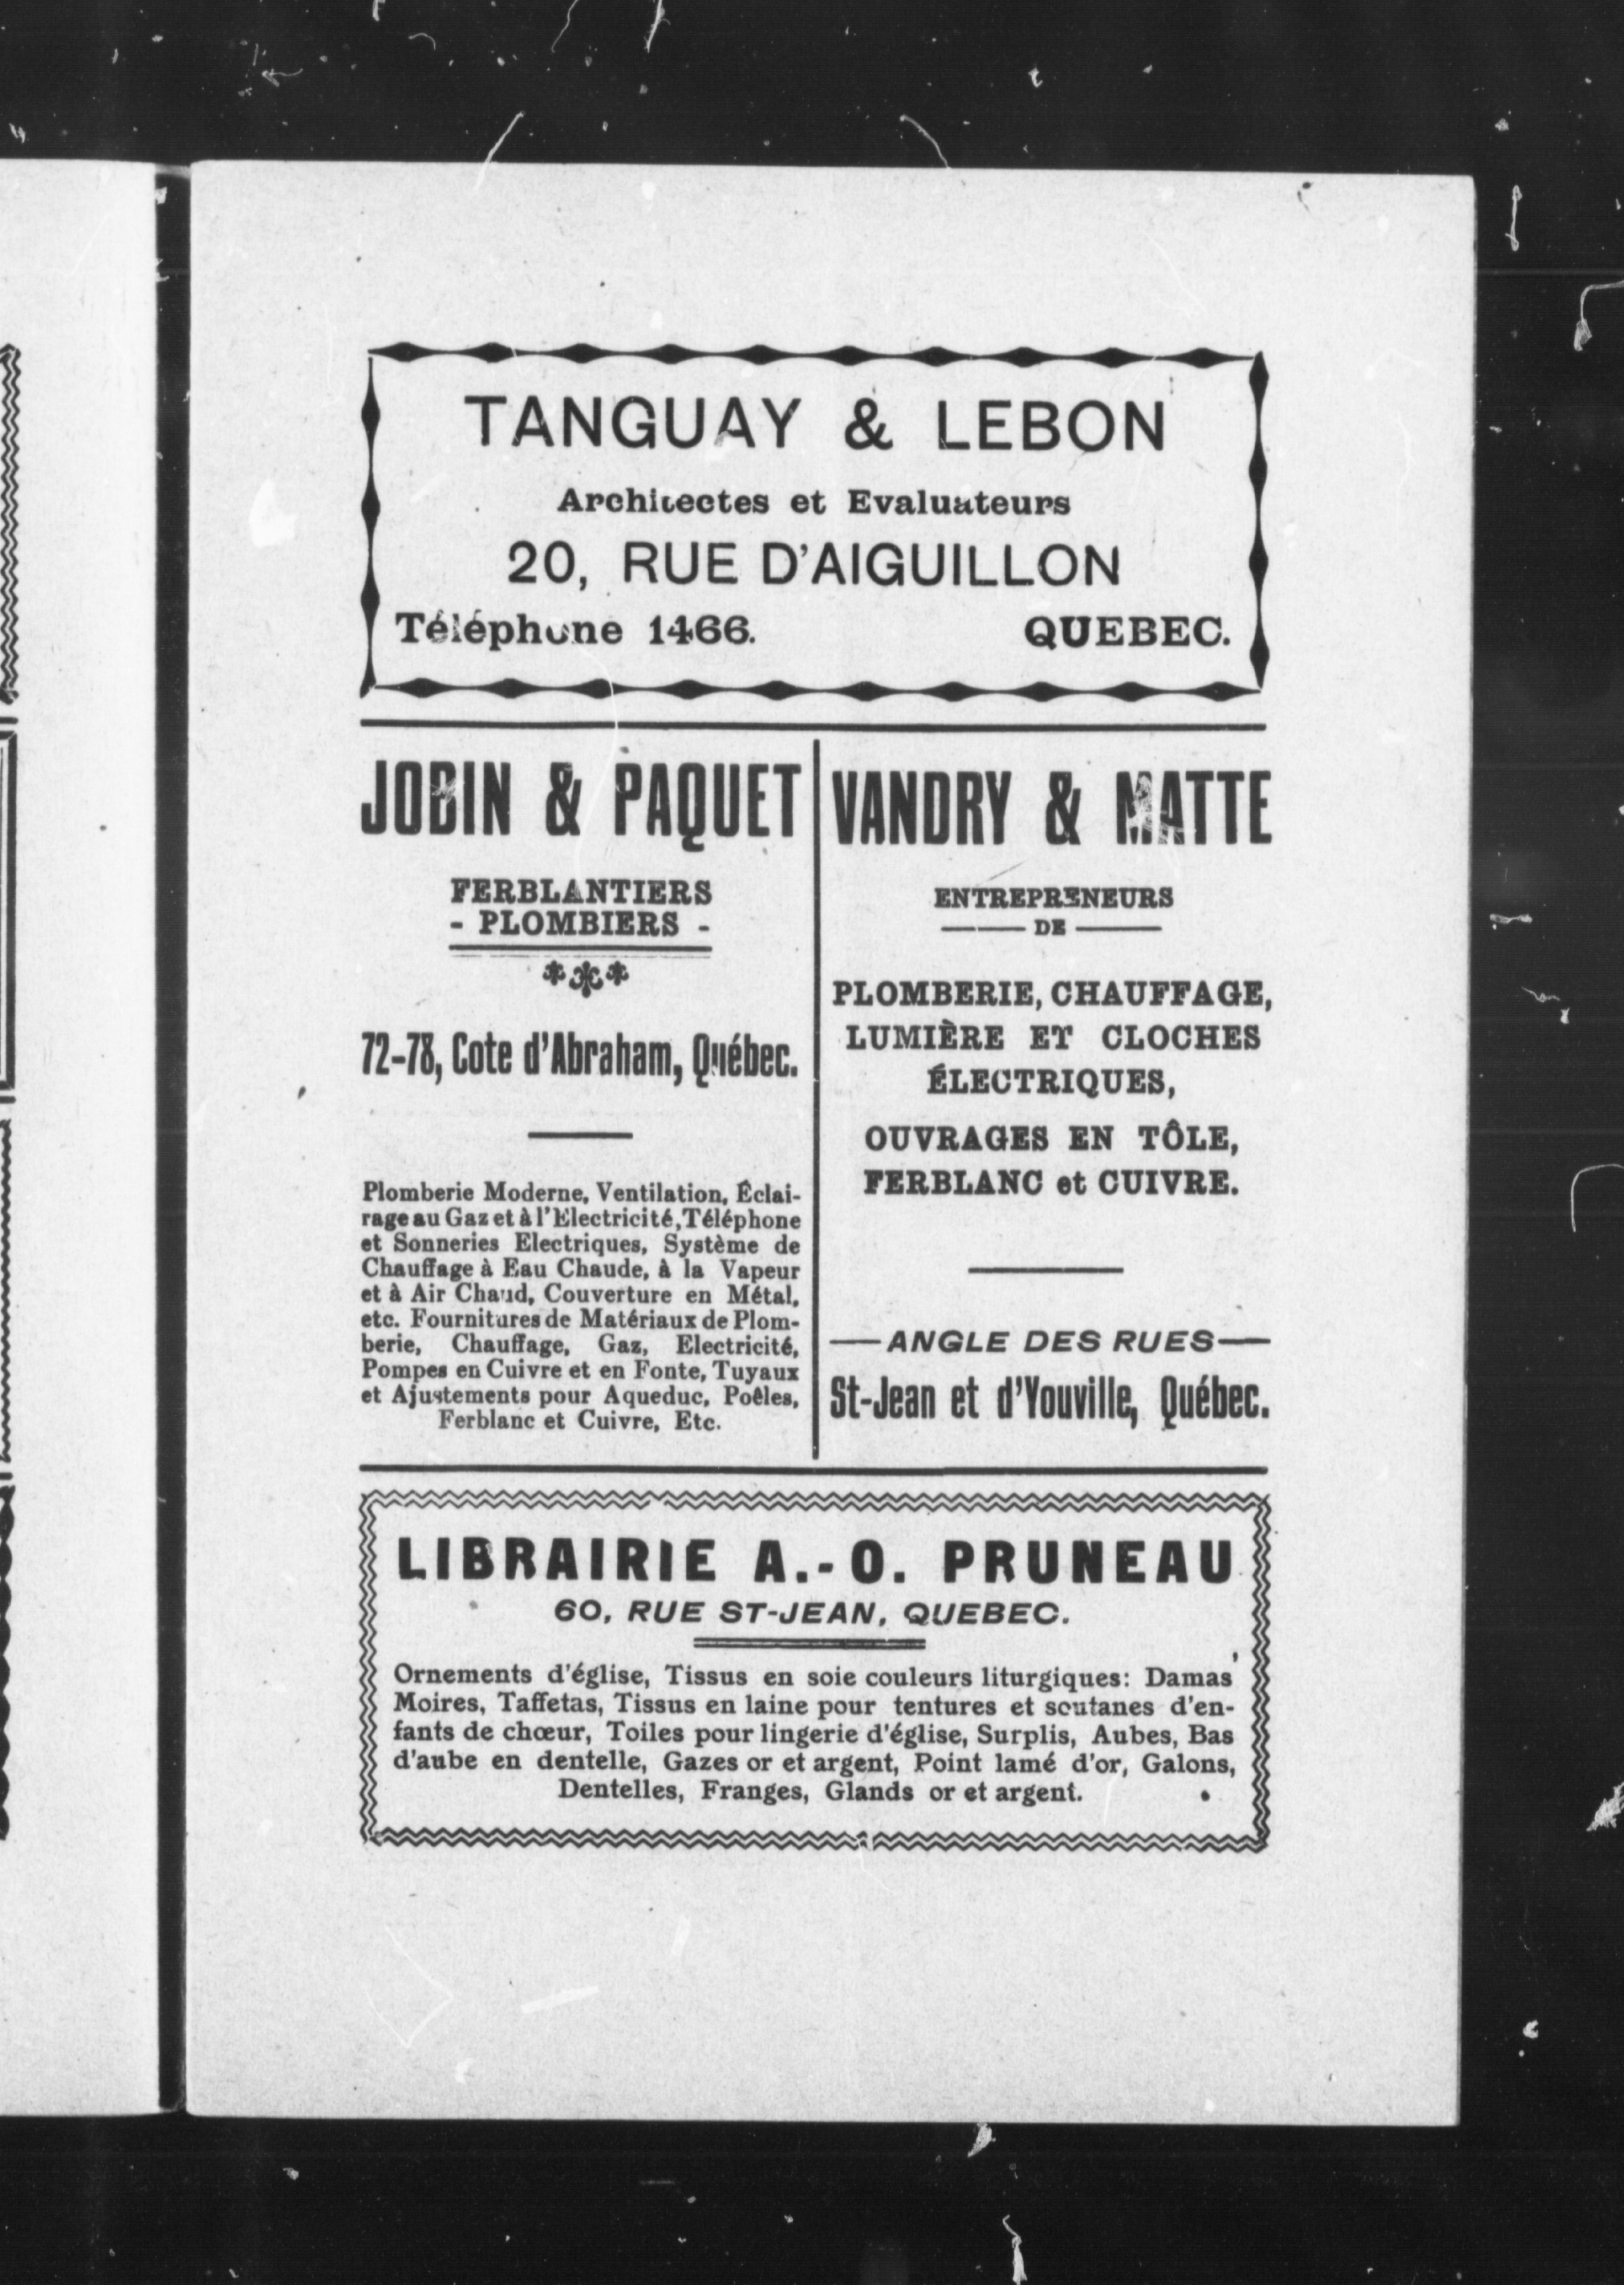 TANGUAY & LEBON
Architectes et Evaluateurs
20, RUE D'AIGUILLON
Téléphone 1466. QUEBEC.
JOBIN & PAQUET
FERBLANTIERS
- PLOMBIERS -
72-78, Cote d'Abraham, Québec.
Plomberie Moderne, Ventilation, Éclai-
rage au Gaz et à l'Electricité, Téléphone
et Sonneries Electriques, Système de
Chauffage à Eau Chaude, à la Vapeur
et à Air Chaud, Couverture en Métal,
etc. Fournitures de Matériaux de Plom-
berie, Chauffage, Gaz, Electricité,
Pompes en Cuivre et en Fonte, Tuyaux
et Ajustements pour Aqueduc, Poêles,
Ferblanc et Cuivre, Etc.
VANDRY & MATTE
ENTREPRENEURS
DE
PLOMBERIE, CHAUFFAGE,
LUMIÈRE ET CLOCHES
ÉLECTRIQUES,
OUVRAGES EN TÔLE,
FERBLANC et CUIVRE.
—ANGLE DES RUES—
St-Jean et d'Youville, Québec.
LIBRAIRIE A.-O. PRUNEAU
60, RUE ST-JEAN, QUEBEC.
Ornements d'église, Tissus en soie couleurs liturgiques: Damas'
Moires, Taffetas, Tissus en laine pour tentures et soutanes d'en-
fants de chœur, Toiles pour lingerie d'église, Surplis, Aubes, Bas
d'aube en dentelle, Gazes or et argent, Point lamé d'or, Galons,
Dentelles, Franges, Glands or et argent.